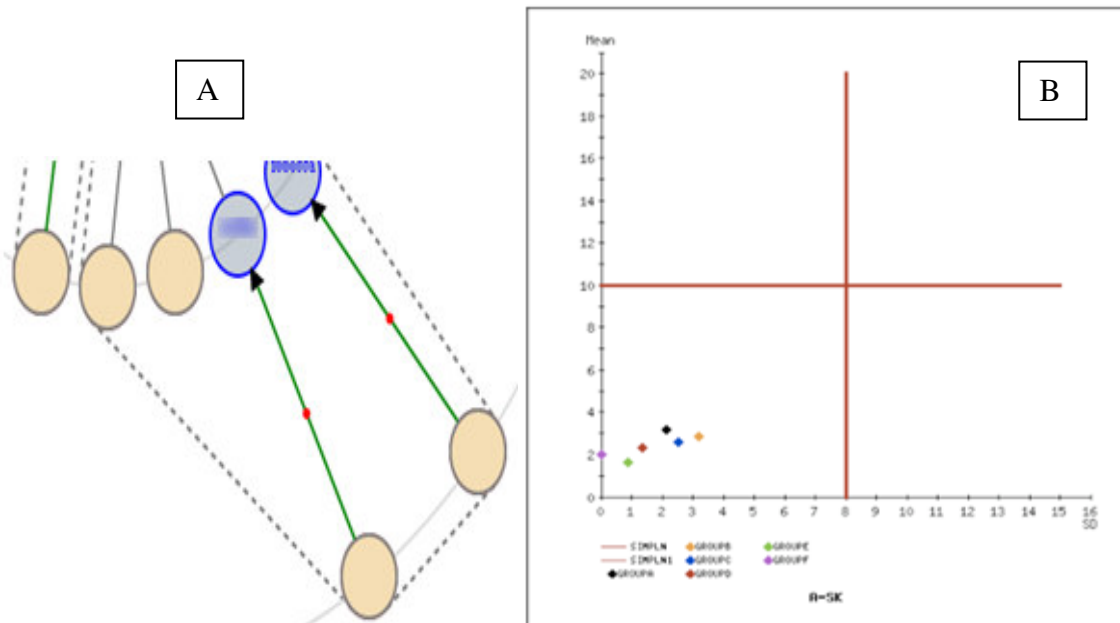 A
B
Mean
20
18
16
14
12
10
8
6
4
2
0
0 1 2 3 4 5 6 7 8 9 10 11 12 13 14 15 16
SD
SIMPLN GROUPB GROUPE
SIMPLN1 GROUPC GROUPF
GROUPA GROUPD
A-SK